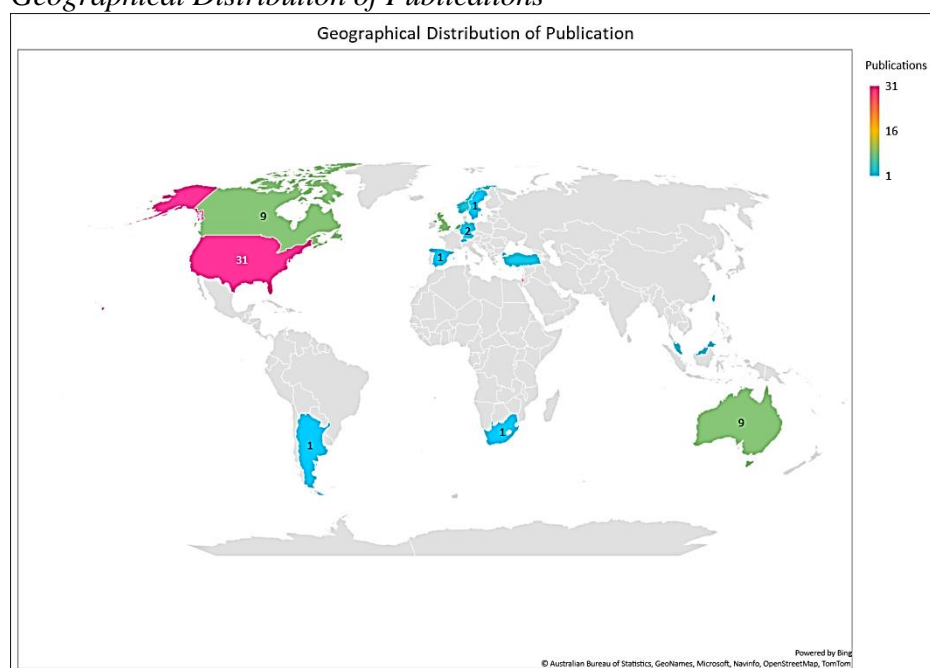 Geographical Distribution of Publications
Geographical Distribution of Publication
Publications
31
16
1
9
31
1
2
1
1
1
9
Powered by Bing
© Australian Bureau of Statistics, GeoNames, Microsoft, Navinfo, OpenStreetMap, TomTom